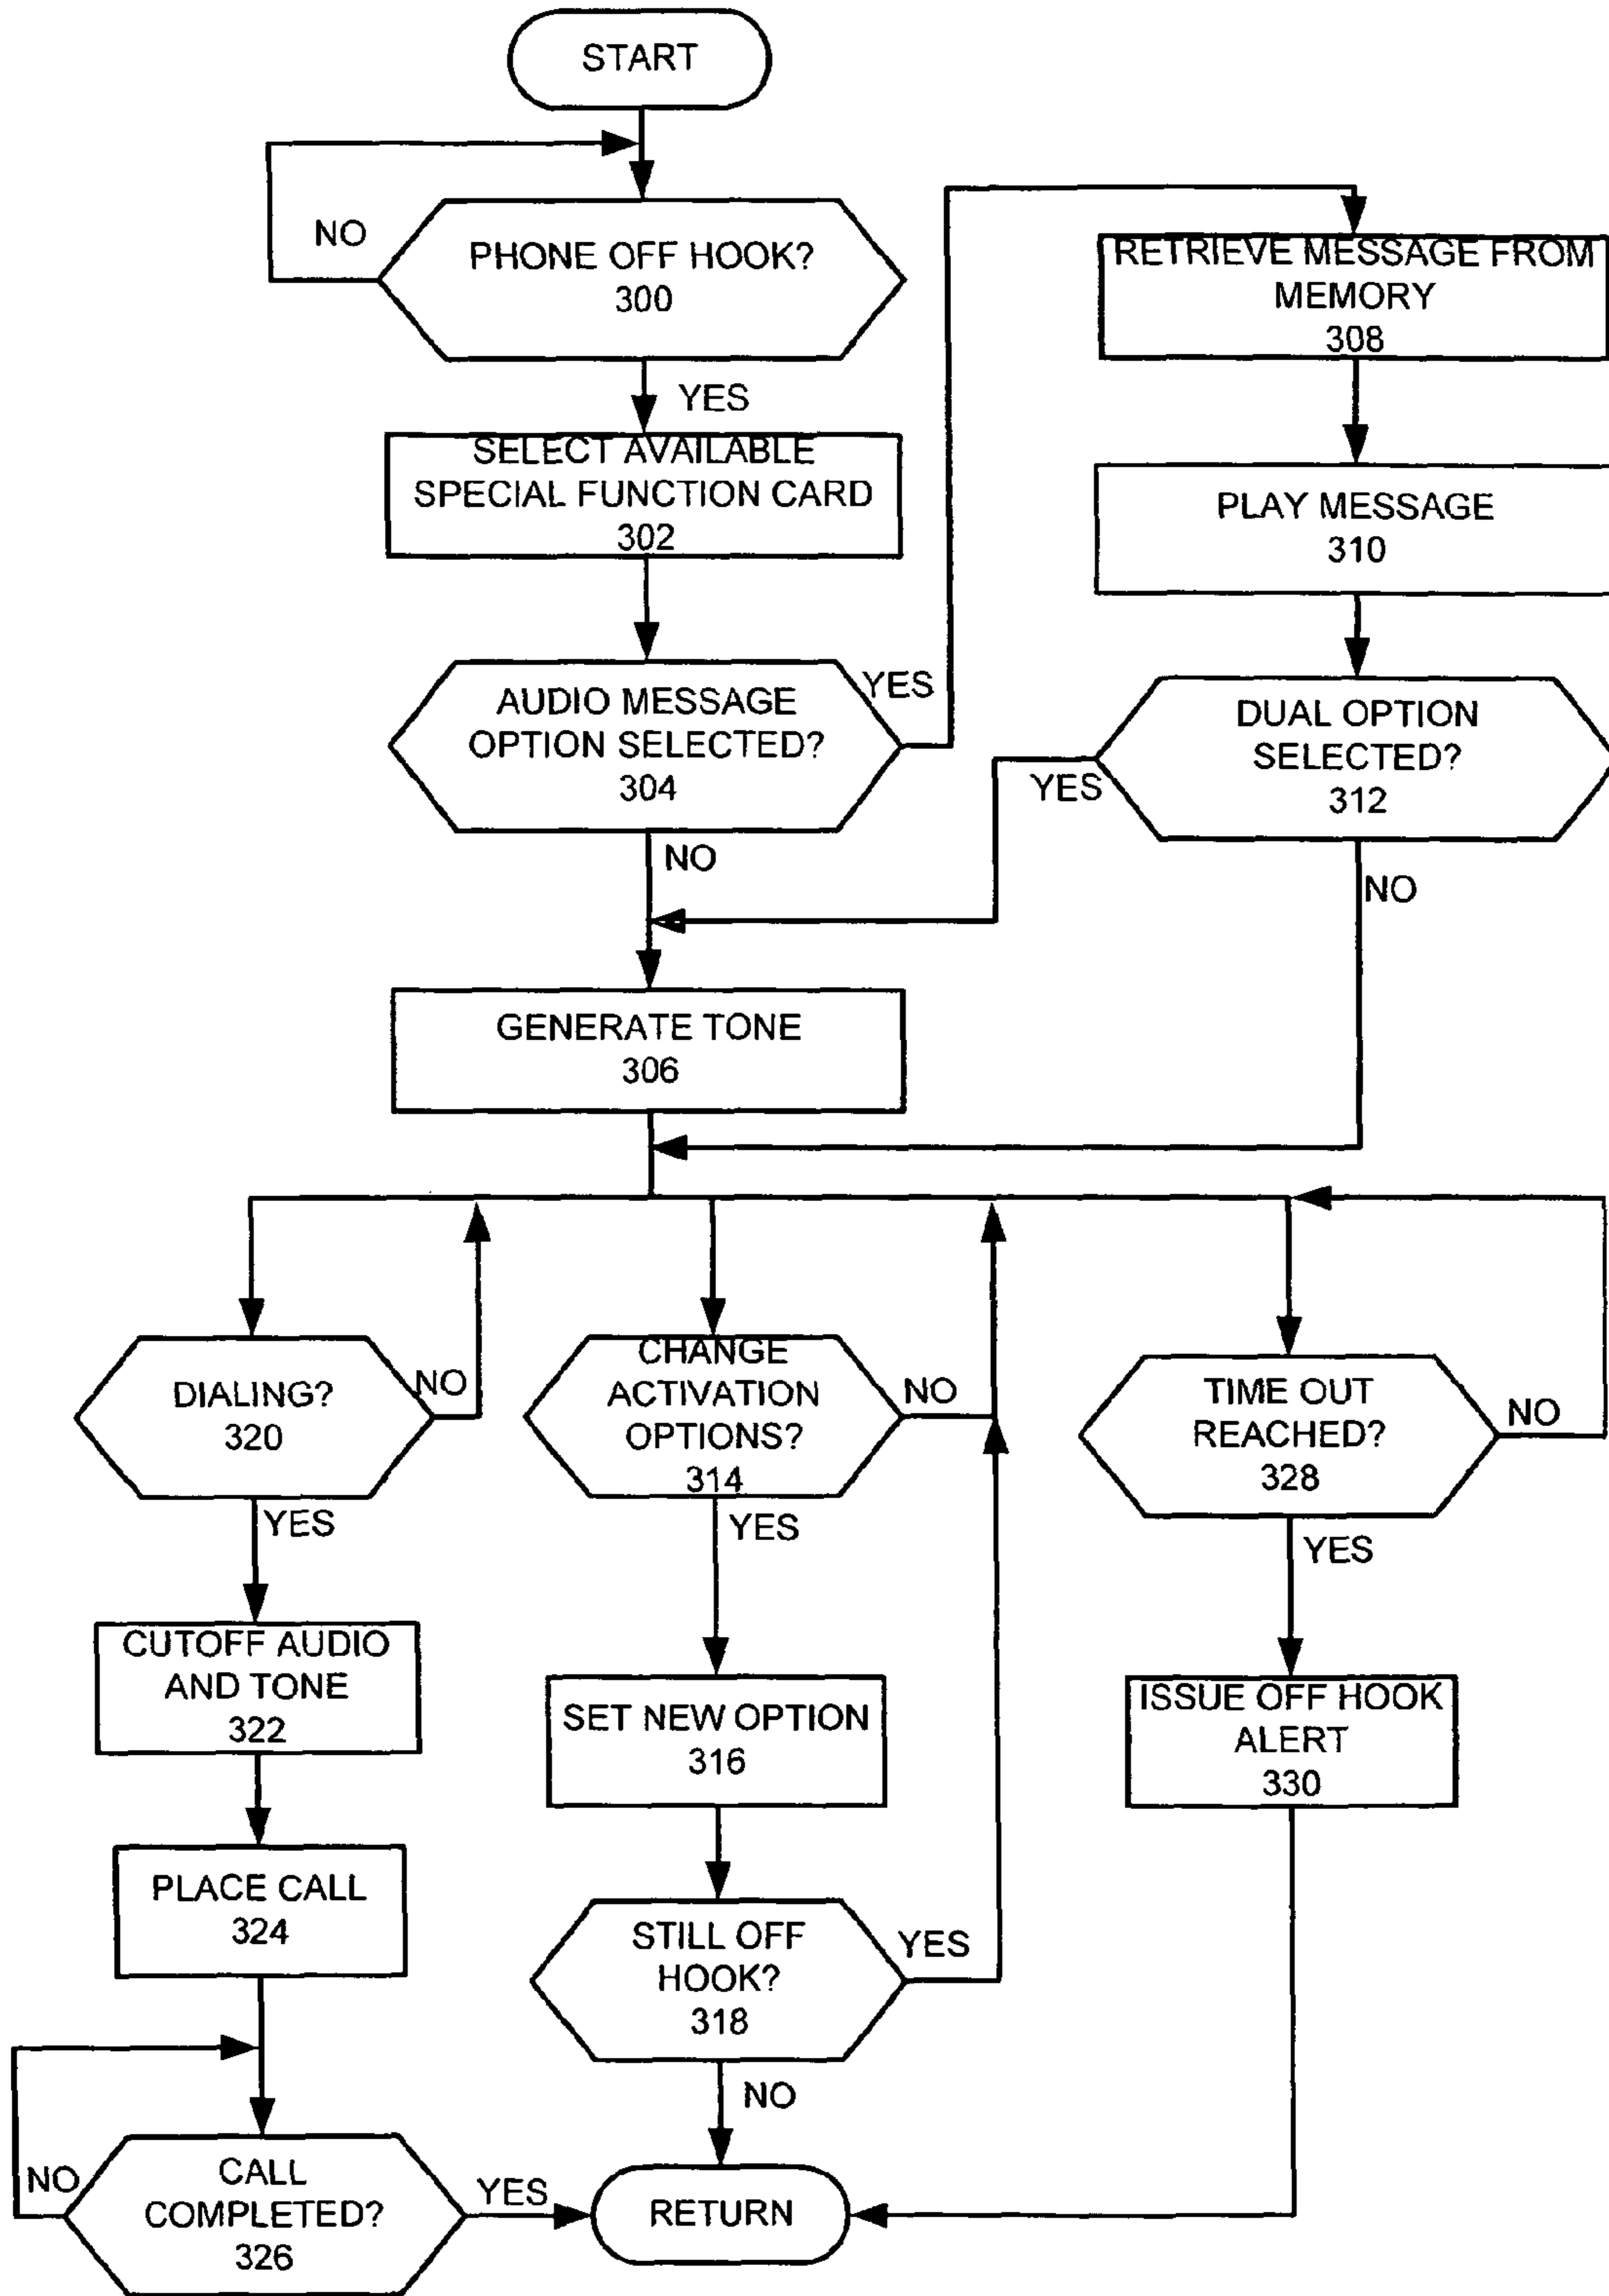 START
NO
PHONE OFF HOOK?
300
YES
SELECT AVAILABLE
SPECIAL FUNCTION CARD
302
AUDIO MESSAGE
OPTION SELECTED?
304
YES
NO
RETRIEVE MESSAGE FROM
MEMORY
308
PLAY MESSAGE
310
DUAL OPTION
SELECTED?
312
YES
NO
GENERATE TONE
306
DIALING?
320
NO
YES
CUTOFF AUDIO
AND TONE
322
PLACE CALL
324
CALL
COMPLETED?
326
NO
YES
CHANGE
ACTIVATION
OPTIONS?
314
NO
YES
SET NEW OPTION
316
STILL OFF
HOOK?
318
YES
NO
TIME OUT
REACHED?
328
NO
YES
ISSUE OFF HOOK
ALERT
330
RETURN